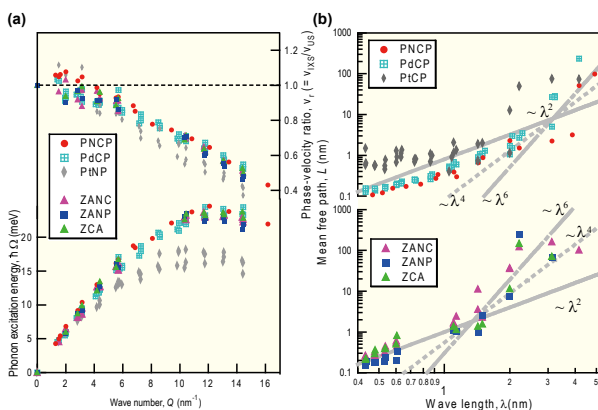 (a)
1.2
1.0
0.8
0.6
0.4
Phase-velocity ratio, v r (= vIXS/vUS)
PNCP
PdCP
PtNP
ZANC
ZANP
ZCA
Phonon excitation energy, ħ Ω (meV)
20
15
10
5
0
0 2 4 6 8 10 12 14 16
Wave number, Q (nm⁻¹)
(b)
PNCP
PdCP
PtCP
Mean free path, L (nm)
100
10
1
0.1
~ λ²
~ λ⁴
~ λ⁶
ZANC
ZANP
ZCA
100
10
1
0.1
~ λ⁶
~ λ⁴
~ λ²
0.4 0.5 0.6 0.7 0.8 0.9 1 2 3 4 5
Wave length, λ(nm)